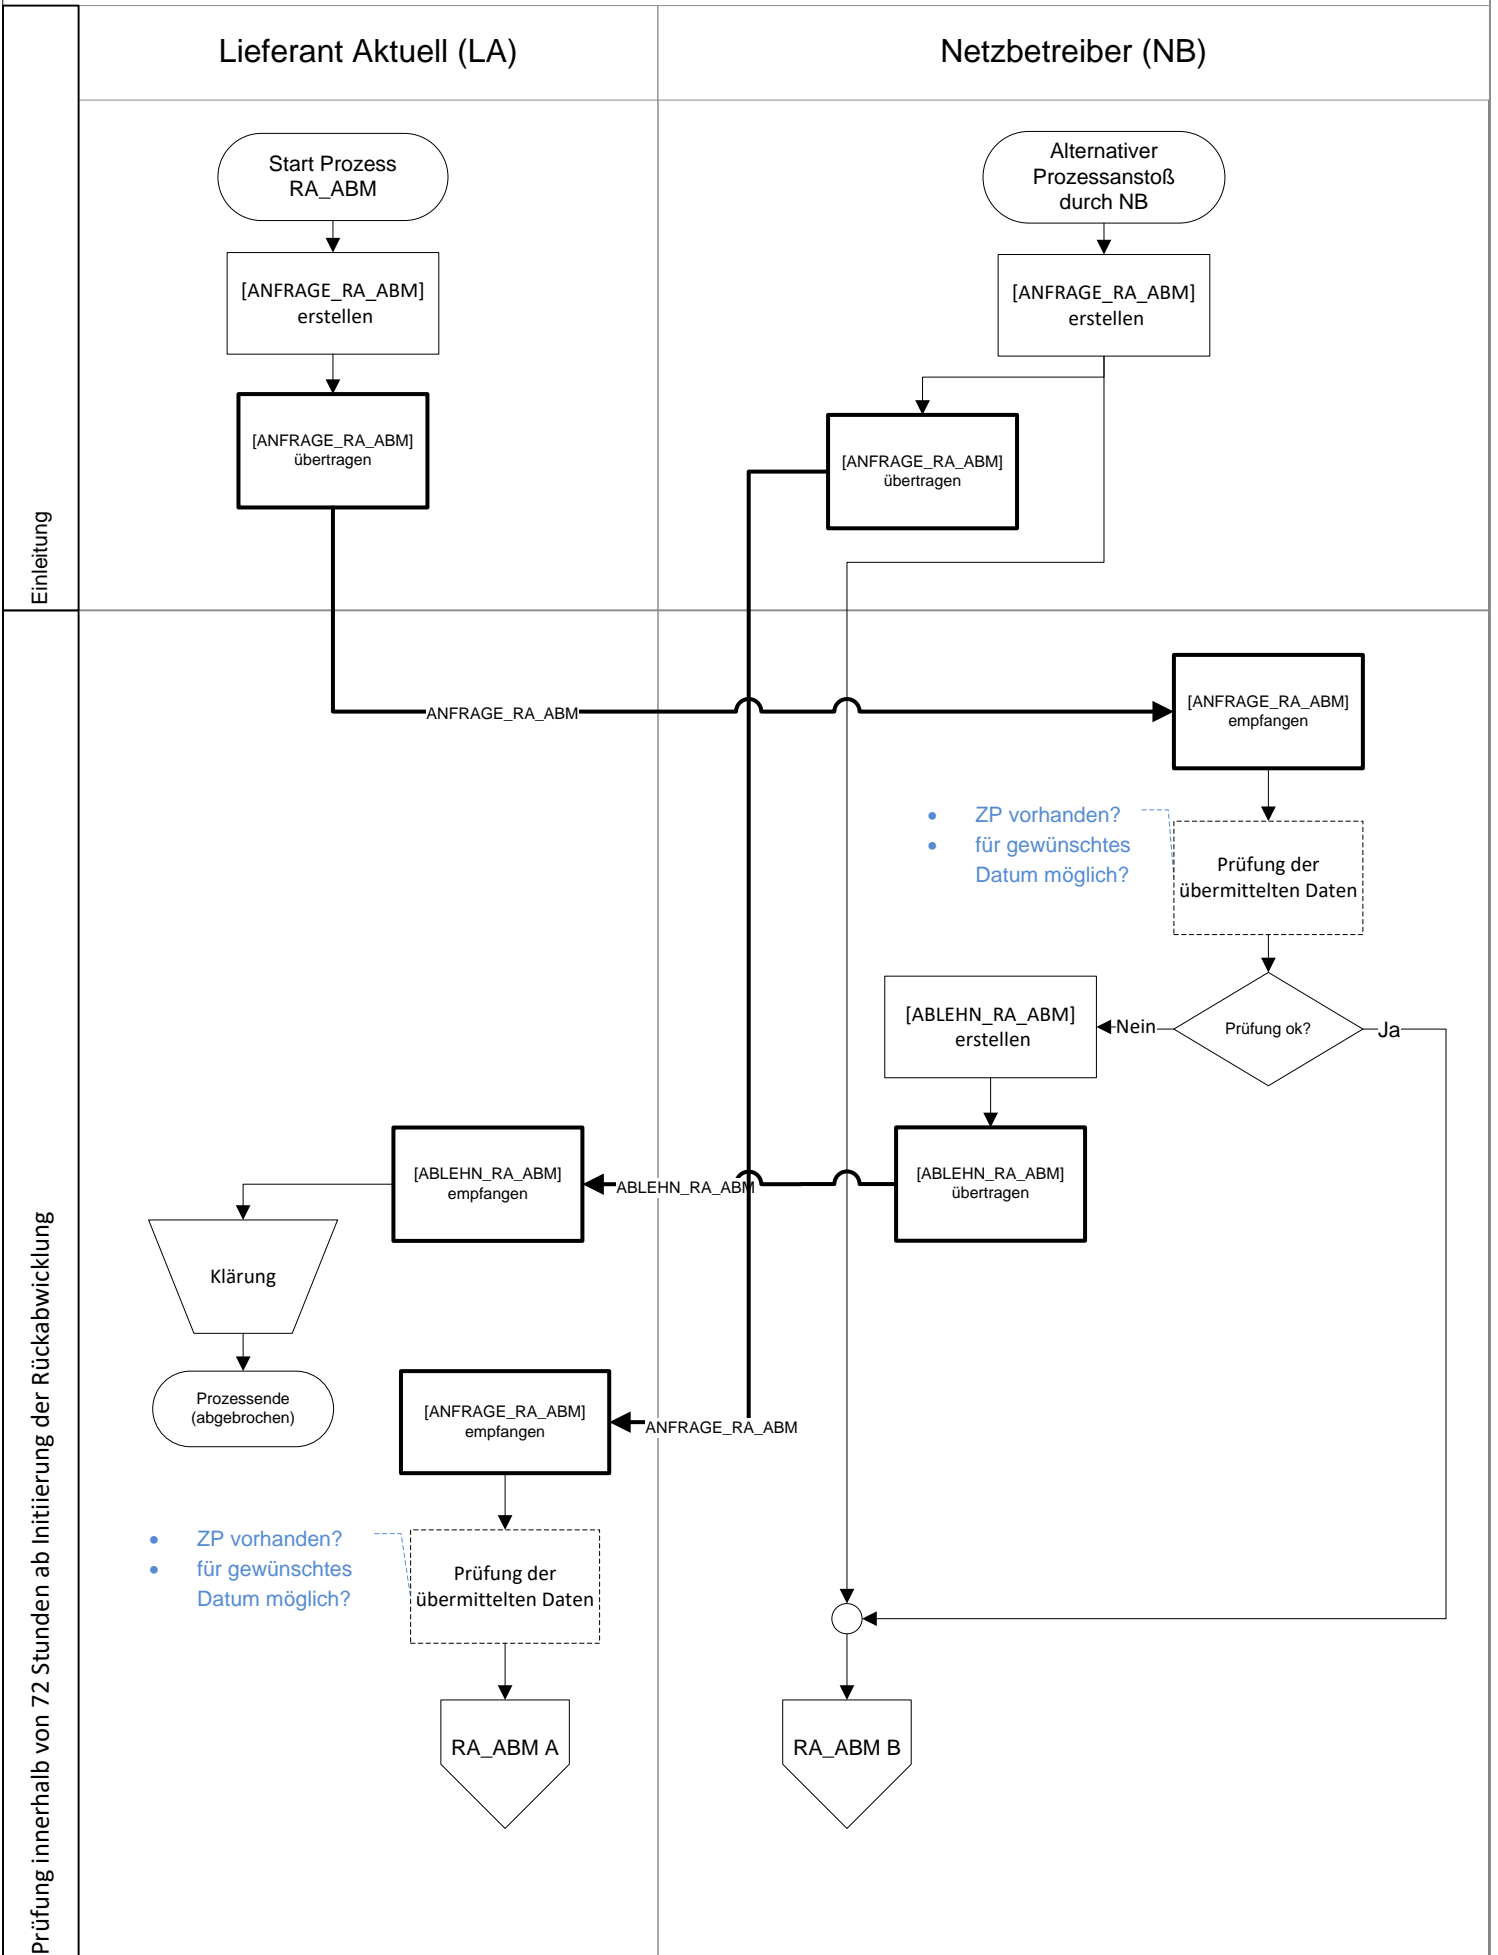 Lieferant Aktuell (LA)
Netzbetreiber (NB)
Einleitung
Start Prozess
RA_ABM
Alternativer
Prozessanstoß
durch NB
[ANFRAGE_RA_ABM]
erstellen
[ANFRAGE_RA_ABM]
erstellen
[ANFRAGE_RA_ABM]
übertragen
[ANFRAGE_RA_ABM]
übertragen
Prüfung innerhalb von 72 Stunden ab Initiierung der Rückabwicklung
ANFRAGE_RA_ABM
[ANFRAGE_RA_ABM]
empfangen
• ZP vorhanden?
• für gewünschtes
Datum möglich?
Prüfung der
übermittelten Daten
[ABLEHN_RA_ABM]
erstellen
Nein
Prüfung ok?
Ja
[ABLEHN_RA_ABM]
empfangen
ABLEHN_RA_ABM
[ABLEHN_RA_ABM]
übertragen
Klärung
Prozessende
(abgebrochen)
[ANFRAGE_RA_ABM]
empfangen
ANFRAGE_RA_ABM
• ZP vorhanden?
• für gewünschtes
Datum möglich?
Prüfung der
übermittelten Daten
RA_ABM A
RA_ABM B